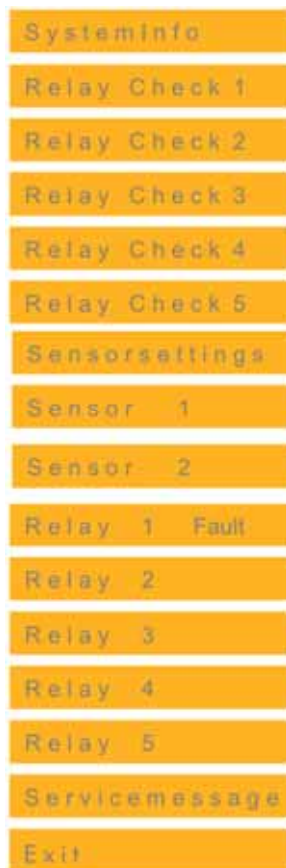 SystemInfo
Relay Check 1
Relay Check 2
Relay Check 3
Relay Check 4
Relay Check 5
Sensorsettings
Sensor 1
Sensor 2
Relay 1 Fault
Relay 2
Relay 3
Relay 4
Relay 5
Servicemessage
Exit